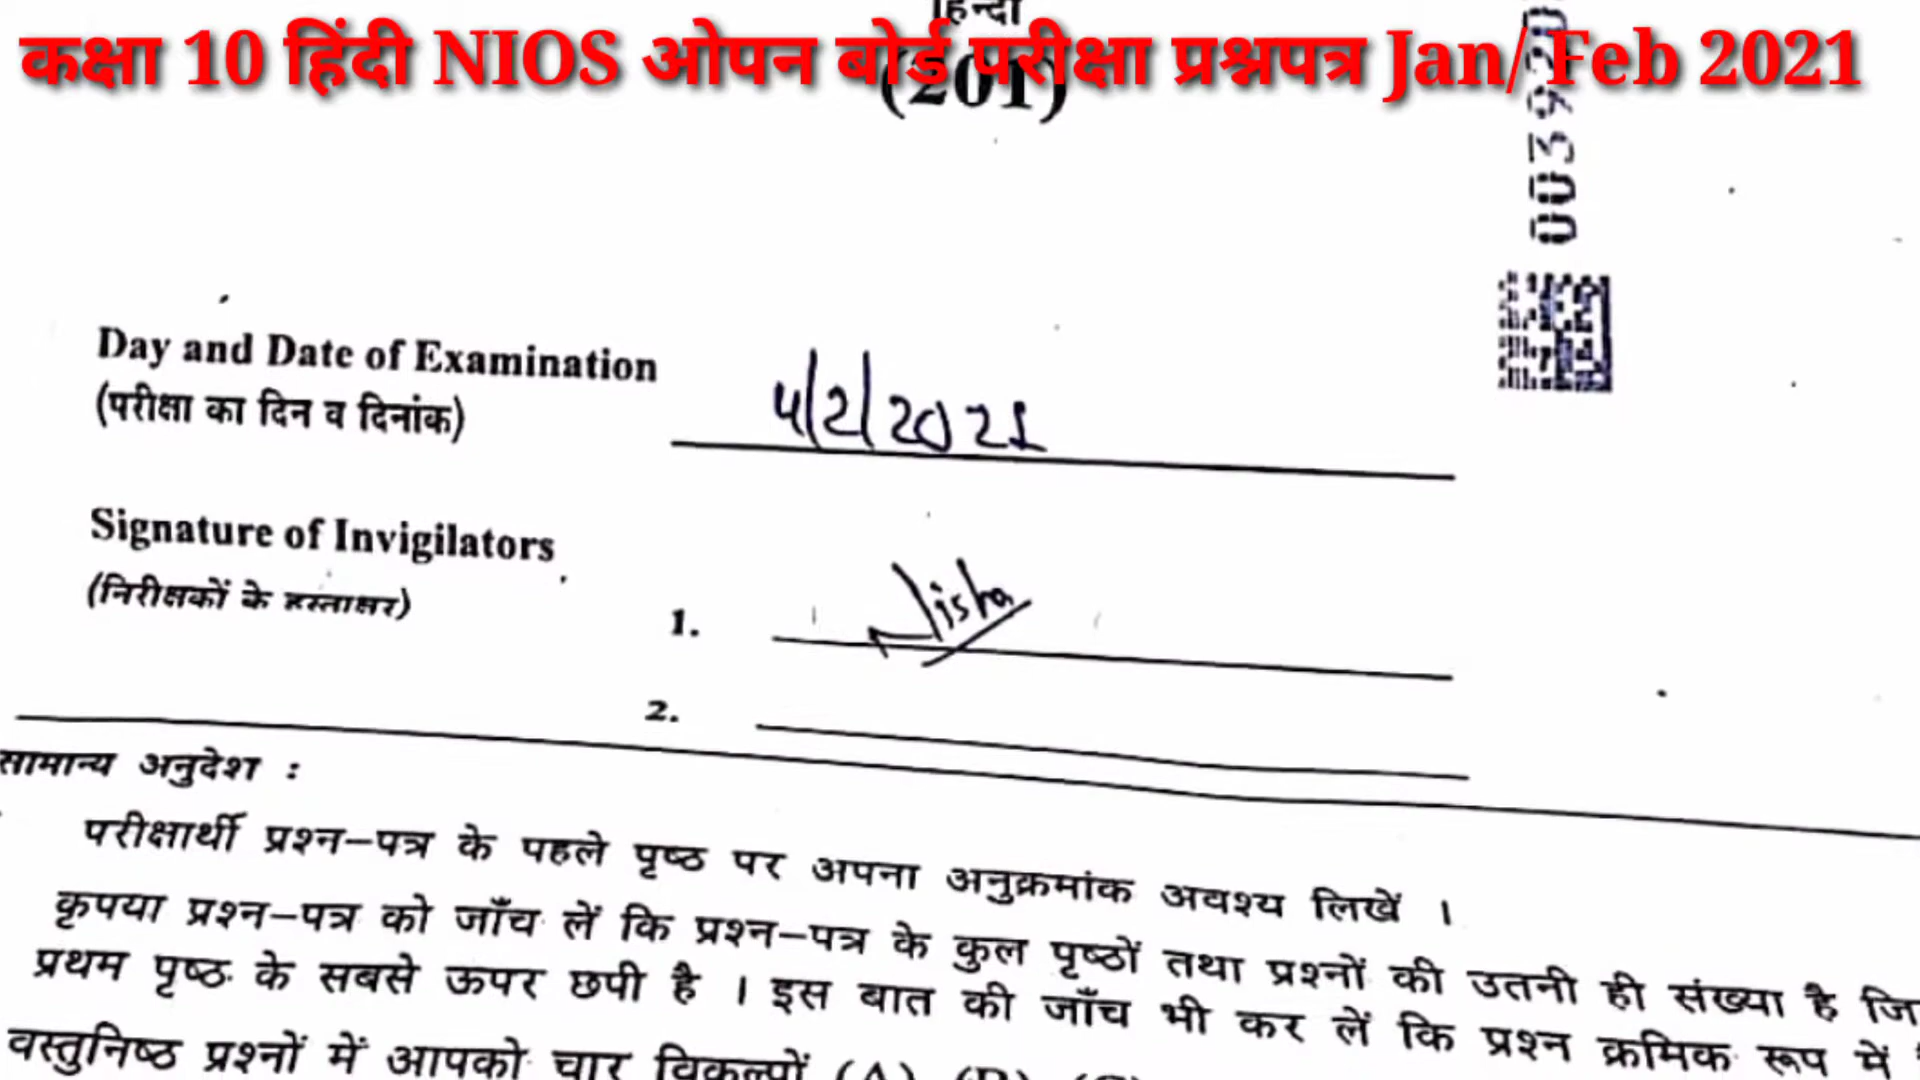 हिन्दी
कक्षा 10 हिंदी NIOS ओपन बोर्ड परीक्षा प्रश्नपत्र Jan/ Feb 2021
(201)
Day and Date of Examination
(परीक्षा का दिन व दिनांक)
4/2/2021
Signature of Invigilators
(निरीक्षकों के हस्ताक्षर)
1. Nisha
2.
सामान्य अनुदेश :
परीक्षार्थी प्रश्न-पत्र के पहले पृष्ठ पर अपना अनुक्रमांक अवश्य लिखें ।
कृपया प्रश्न-पत्र को जाँच लें कि प्रश्न-पत्र के कुल पृष्ठों तथा प्रश्नों की उतनी ही संख्या है
प्रथम पृष्ठ के सबसे ऊपर छपी है । इस बात की जाँच भी कर लें कि प्रश्न क्रमिक रूप में
वस्तुनिष्ठ प्रश्नों में आपको चार विकल्पों (A) (B) (C)